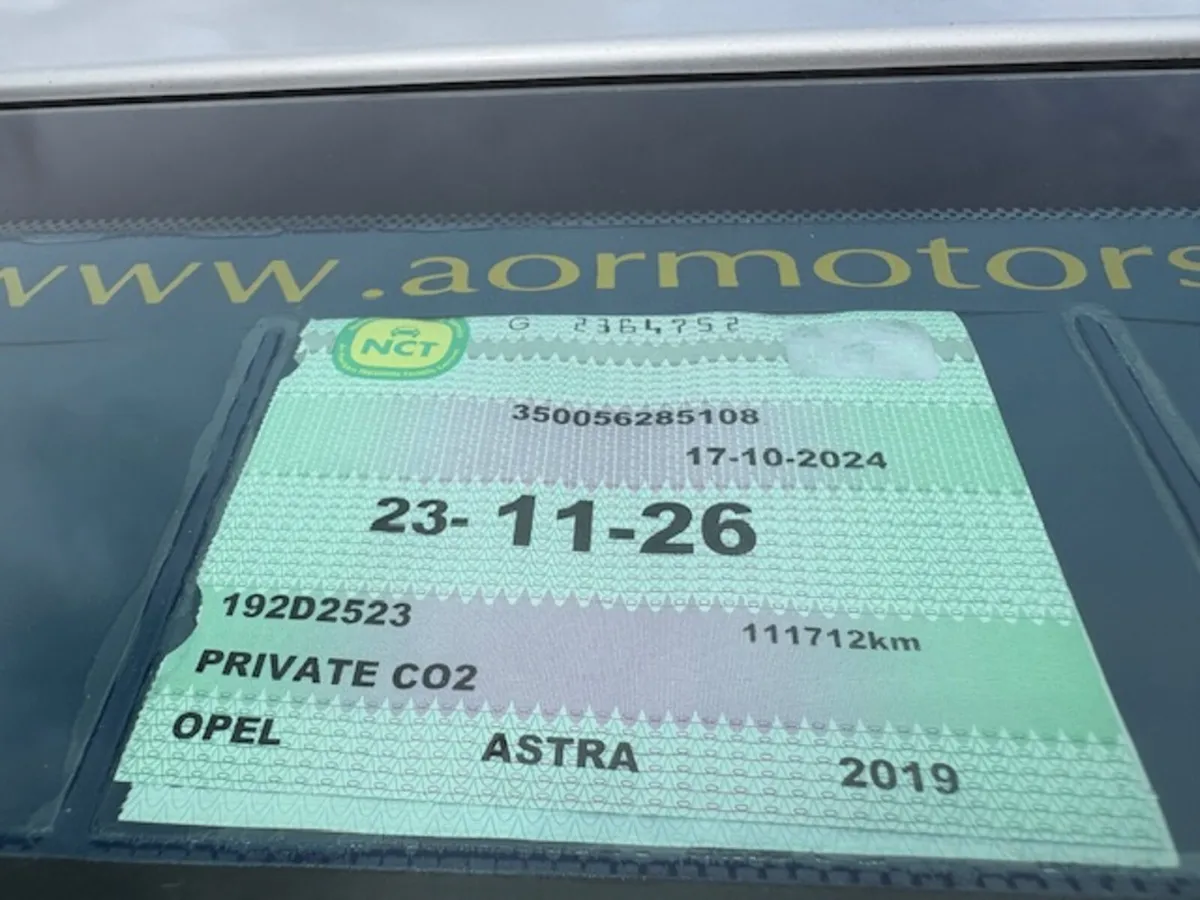 www.aormotors
NCT
G 2364752
350056285108
17-10-2024
23-11-26
192D2523
111712km
PRIVATE CO2
OPEL ASTRA 2019